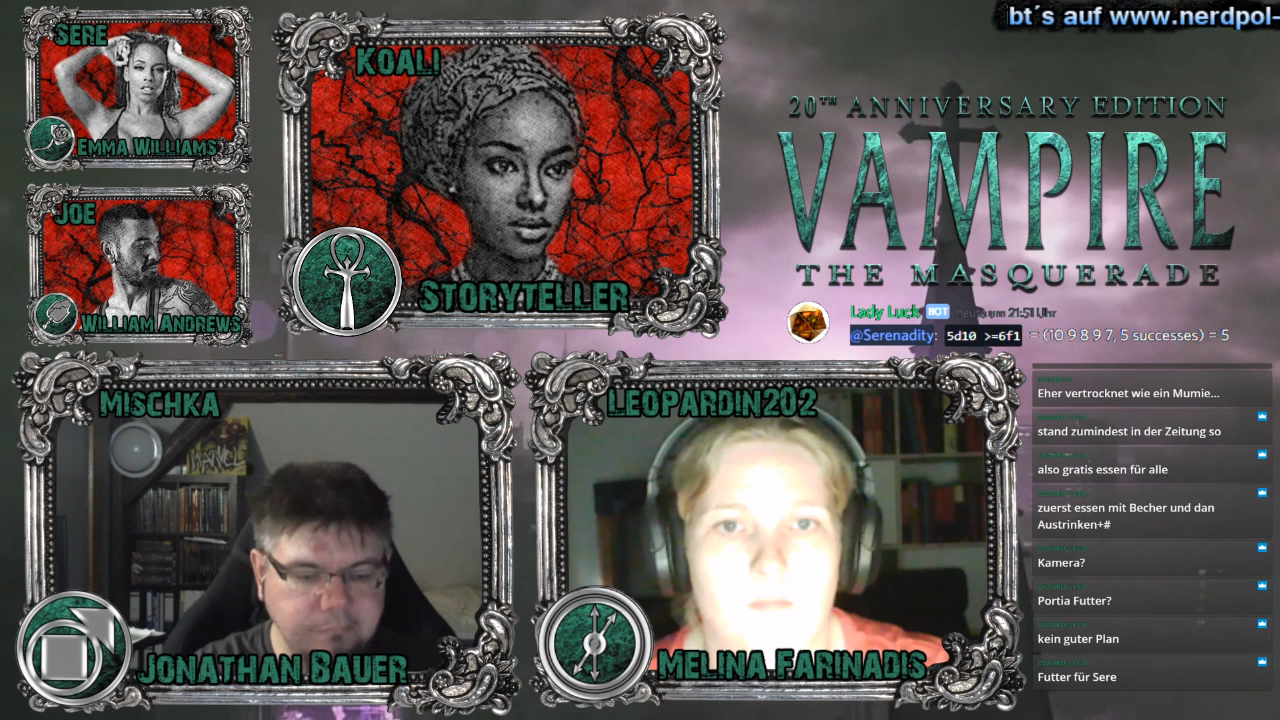 bt´s auf www.nerdpol-
SERE
EMMA WILLIAMS
JOE
WILLIAM ANDREWS
KOALI
STORYTELLER
20TH ANNIVERSARY EDITION
VAMPIRE
THE MASQUERADE
Lady Luck BOT heute um 21:51 Uhr
@Serenadity: 5d10 >=6f1 = (10 9 8 9 7, 5 successes) = 5
MISCHKA
JONATHAN BAUER
LEOPARDIN202
MELINA FARINADIS
Eher vertrocknet wie ein Mumie...
stand zumindest in der Zeitung so
also gratis essen für alle
zuerst essen mit Becher und dan
Austrinken+#
Kamera?
Portia Futter?
kein guter Plan
Futter für Sere